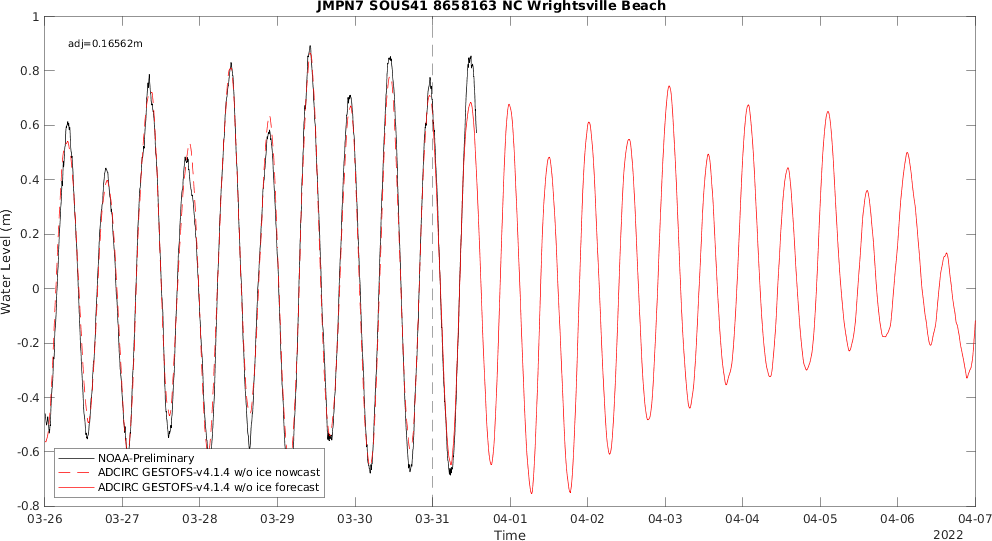 JMPN7 SOUS41 8658163 NC Wrightsville Beach
adj=0.16562m
1
0.8
0.6
0.4
0.2
0
-0.2
-0.4
-0.6
-0.8
Water Level (m)
NOAA-Preliminary
ADCIRC GESTOFS-v4.1.4 w/o ice nowcast
ADCIRC GESTOFS-v4.1.4 w/o ice forecast
03-26 03-27 03-28 03-29 03-30 03-31 04-01 04-02 04-03 04-04 04-05 04-06 04-07
Time
2022